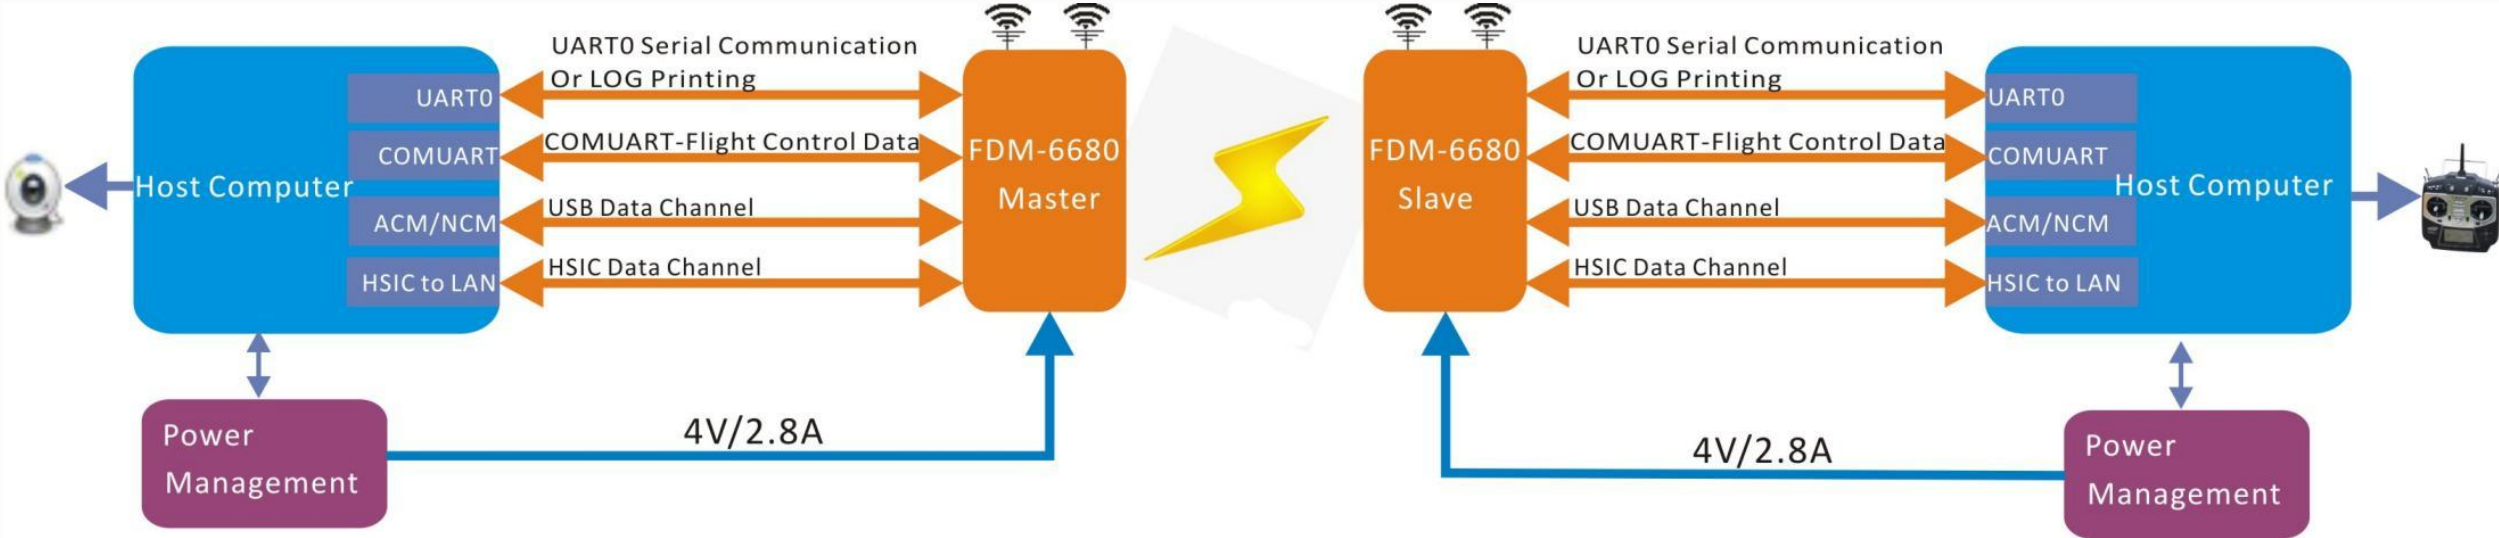 UART0 Serial Communication
Or LOG Printing
UART0
COMUART-Flight Control Data
COMUART
Host Computer
USB Data Channel
ACM/NCM
HSIC Data Channel
HSIC to LAN
FDM-6680
Master
Power
Management
4V/2.8A
FDM-6680
Slave
UART0 Serial Communication
Or LOG Printing
UART0
COMUART-Flight Control Data
COMUART
Host Computer
USB Data Channel
ACM/NCM
HSIC Data Channel
HSIC to LAN
4V/2.8A
Power
Management